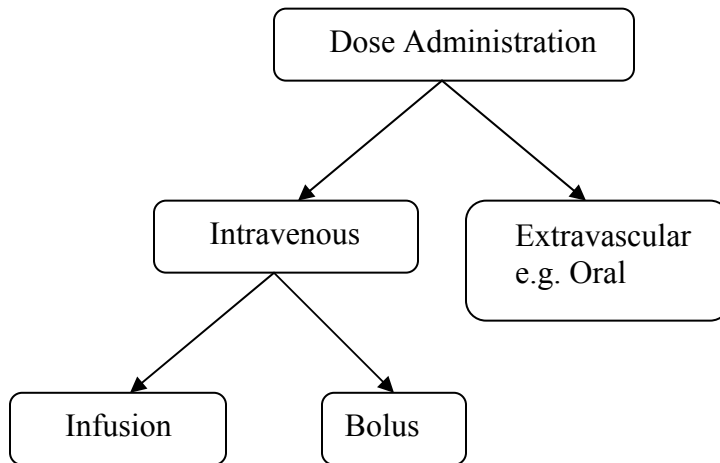 Dose Administration
Intravenous
Extravascular
e.g. Oral
Infusion
Bolus